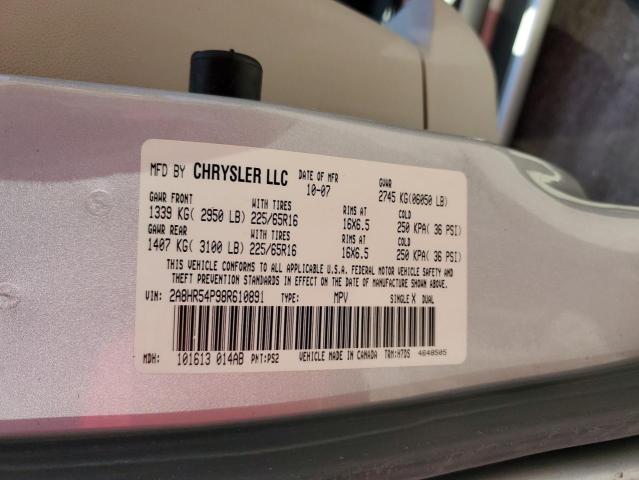 MFD BY CHRYSLER LLC DATE OF MFR 10-07 GVWR 2745 KG(06050 LB)
GAWR FRONT WITH TIRES RIMS AT COLD
1339 KG( 2950 LB) 225/65R16 16X6.5 250 KPA( 36 PSI)
GAWR REAR WITH TIRES RIMS AT COLD
1407 KG( 3100 LB) 225/65R16 16X6.5 250 KPA( 36 PSI)
THIS VEHICLE CONFORMS TO ALL APPLICABLE U.S.A. FEDERAL MOTOR VEHICLE SAFETY AND
THEFT PREVENTION STANDARDS IN EFFECT ON THE DATE OF MANUFACTURE SHOWN ABOVE.
VIN: 2A8HR54P98R610891 TYPE: MPV SINGLE X DUAL
MDH: 101613 014AB PNT:PS2 VEHICLE MADE IN CANADA TRM:H7D5 4648505